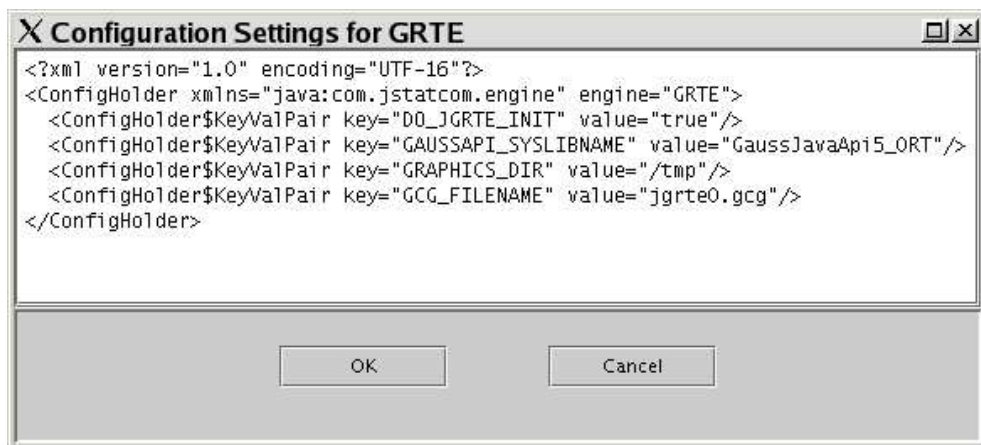 X Configuration Settings for GRTE
<?xml version="1.0" encoding="UTF-16"?>
<ConfigHolder xmlns="java:com.jstatcom.engine" engine="GRTE">
<ConfigHolder$KeyValPair key="DO_JGRTE_INIT" value="true"/>
<ConfigHolder$KeyValPair key="GAUSSAPI_SYSLIBNAME" value="GaussJavaApi5_ORT"/>
<ConfigHolder$KeyValPair key="GRAPHICS_DIR" value="/tmp"/>
<ConfigHolder$KeyValPair key="GCG_FILENAME" value="jgrte0.gcg"/>
</ConfigHolder>
OK
Cancel